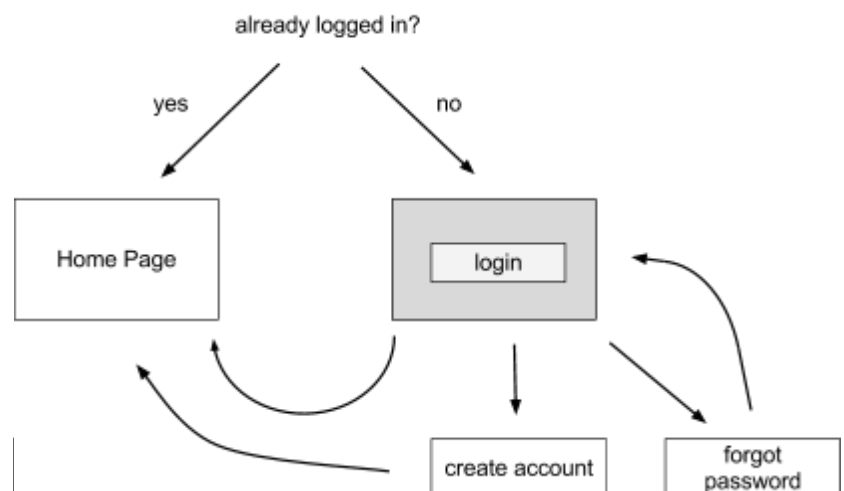 already logged in?
yes
no
Home Page
login
create account
forgot
password